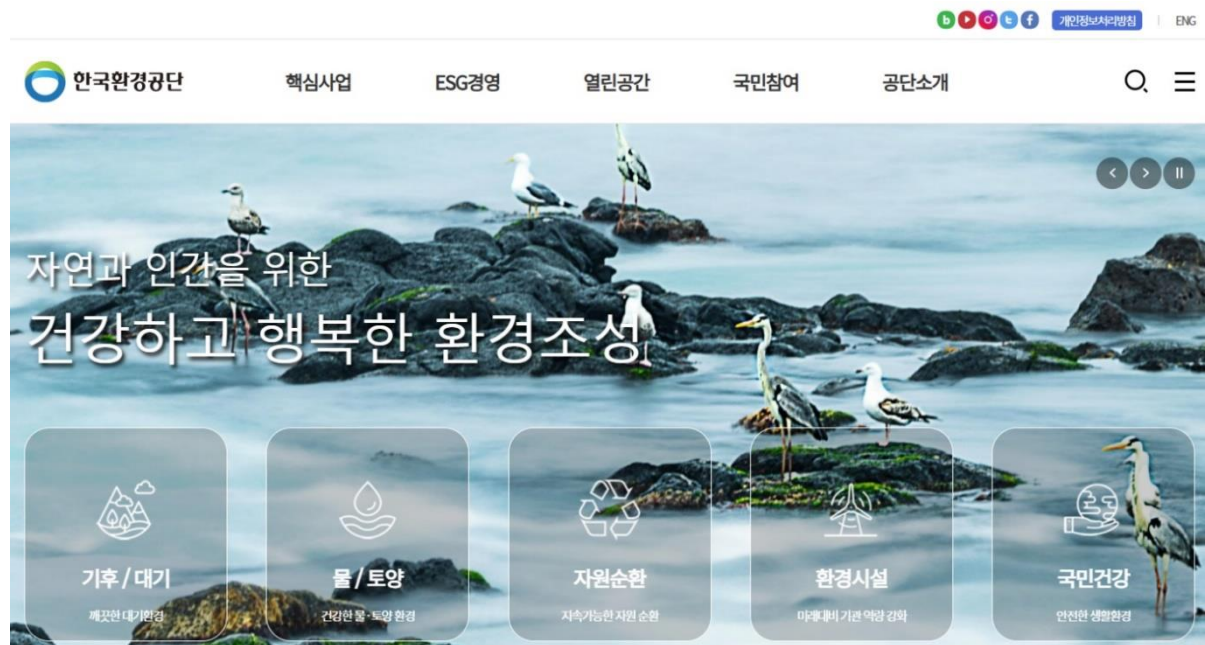 개인정보처리방침 ENG
한국환경공단 핵심사업 ESG경영 열린공간 국민참여 공단소개
자연과 인간을 위한
건강하고 행복한 환경조성
기후 / 대기 물 / 토양 자원순환 환경시설 국민건강
깨끗한 대기환경 건강한 물·토양 환경 지속가능한 자원 순환 미래대비 기관 역량 강화 안전한 생활환경